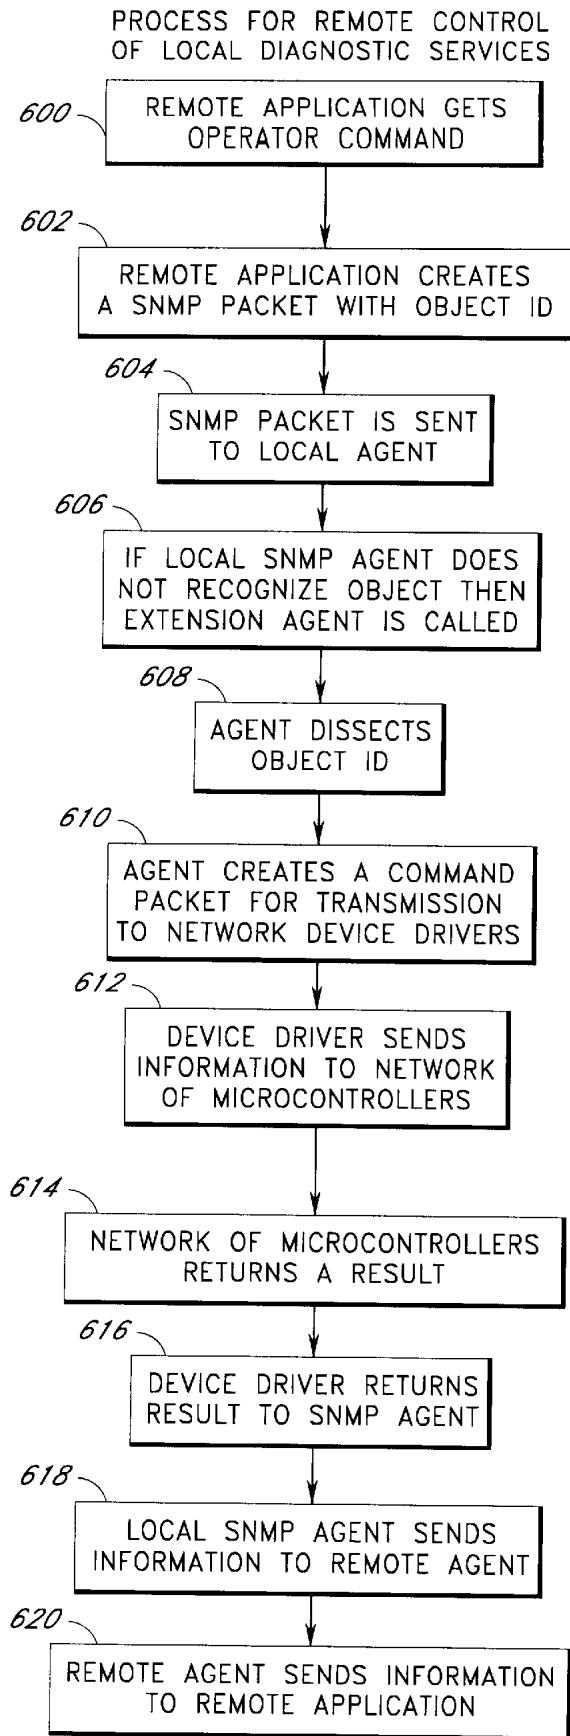 PROCESS FOR REMOTE CONTROL
OF LOCAL DIAGNOSTIC SERVICES
600
REMOTE APPLICATION GETS
OPERATOR COMMAND
602
REMOTE APPLICATION CREATES
A SNMP PACKET WITH OBJECT ID
604
SNMP PACKET IS SENT
TO LOCAL AGENT
606
IF LOCAL SNMP AGENT DOES
NOT RECOGNIZE OBJECT THEN
EXTENSION AGENT IS CALLED
608
AGENT DISSECTS
OBJECT ID
610
AGENT CREATES A COMMAND
PACKET FOR TRANSMISSION
TO NETWORK DEVICE DRIVERS
612
DEVICE DRIVER SENDS
INFORMATION TO NETWORK
OF MICROCONTROLLERS
614
NETWORK OF MICROCONTROLLERS
RETURNS A RESULT
616
DEVICE DRIVER RETURNS
RESULT TO SNMP AGENT
618
LOCAL SNMP AGENT SENDS
INFORMATION TO REMOTE AGENT
620
REMOTE AGENT SENDS INFORMATION
TO REMOTE APPLICATION